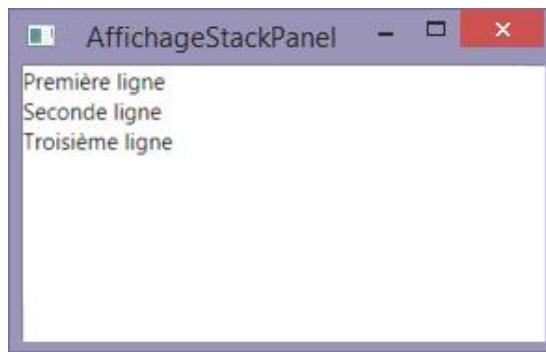 AffichageStackPanel
Première ligne
Seconde ligne
Troisième ligne